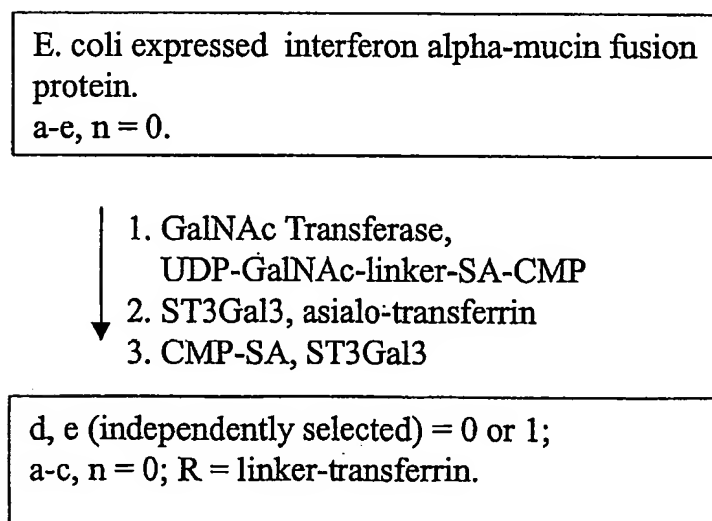 E. coli expressed interferon alpha-mucin fusion
protein.
a-e, n = 0.
1. GalNAc Transferase,
UDP-GalNAc-linker-SA-CMP
2. ST3Gal3, asialo-transferrin
3. CMP-SA, ST3Gal3
d, e (independently selected) = 0 or 1;
a-c, n = 0; R = linker-transferrin.